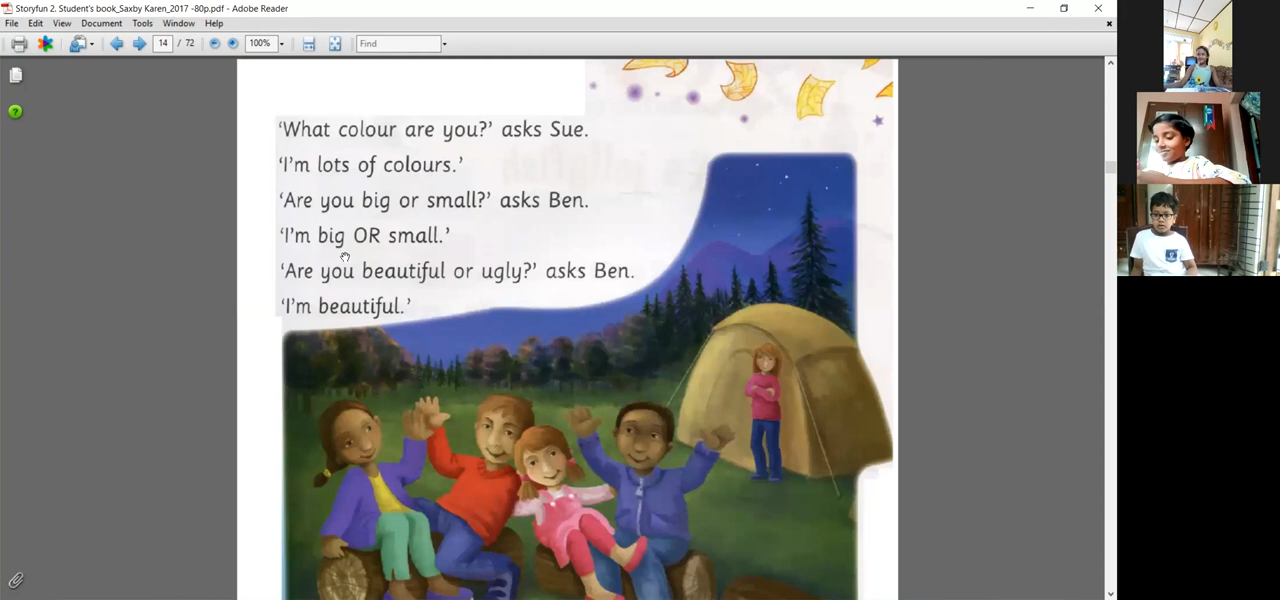 Storyfun 2. Student's book_Saxby Karen_2017 -80p.pdf - Adobe Reader
File Edit View Document Tools Window Help
14 / 72 100% Find
'What colour are you?' asks Sue.
'I'm lots of colours.'
'Are you big or small?' asks Ben.
'I'm big OR small.'
'Are you beautiful or ugly?' asks Ben.
'I'm beautiful.'